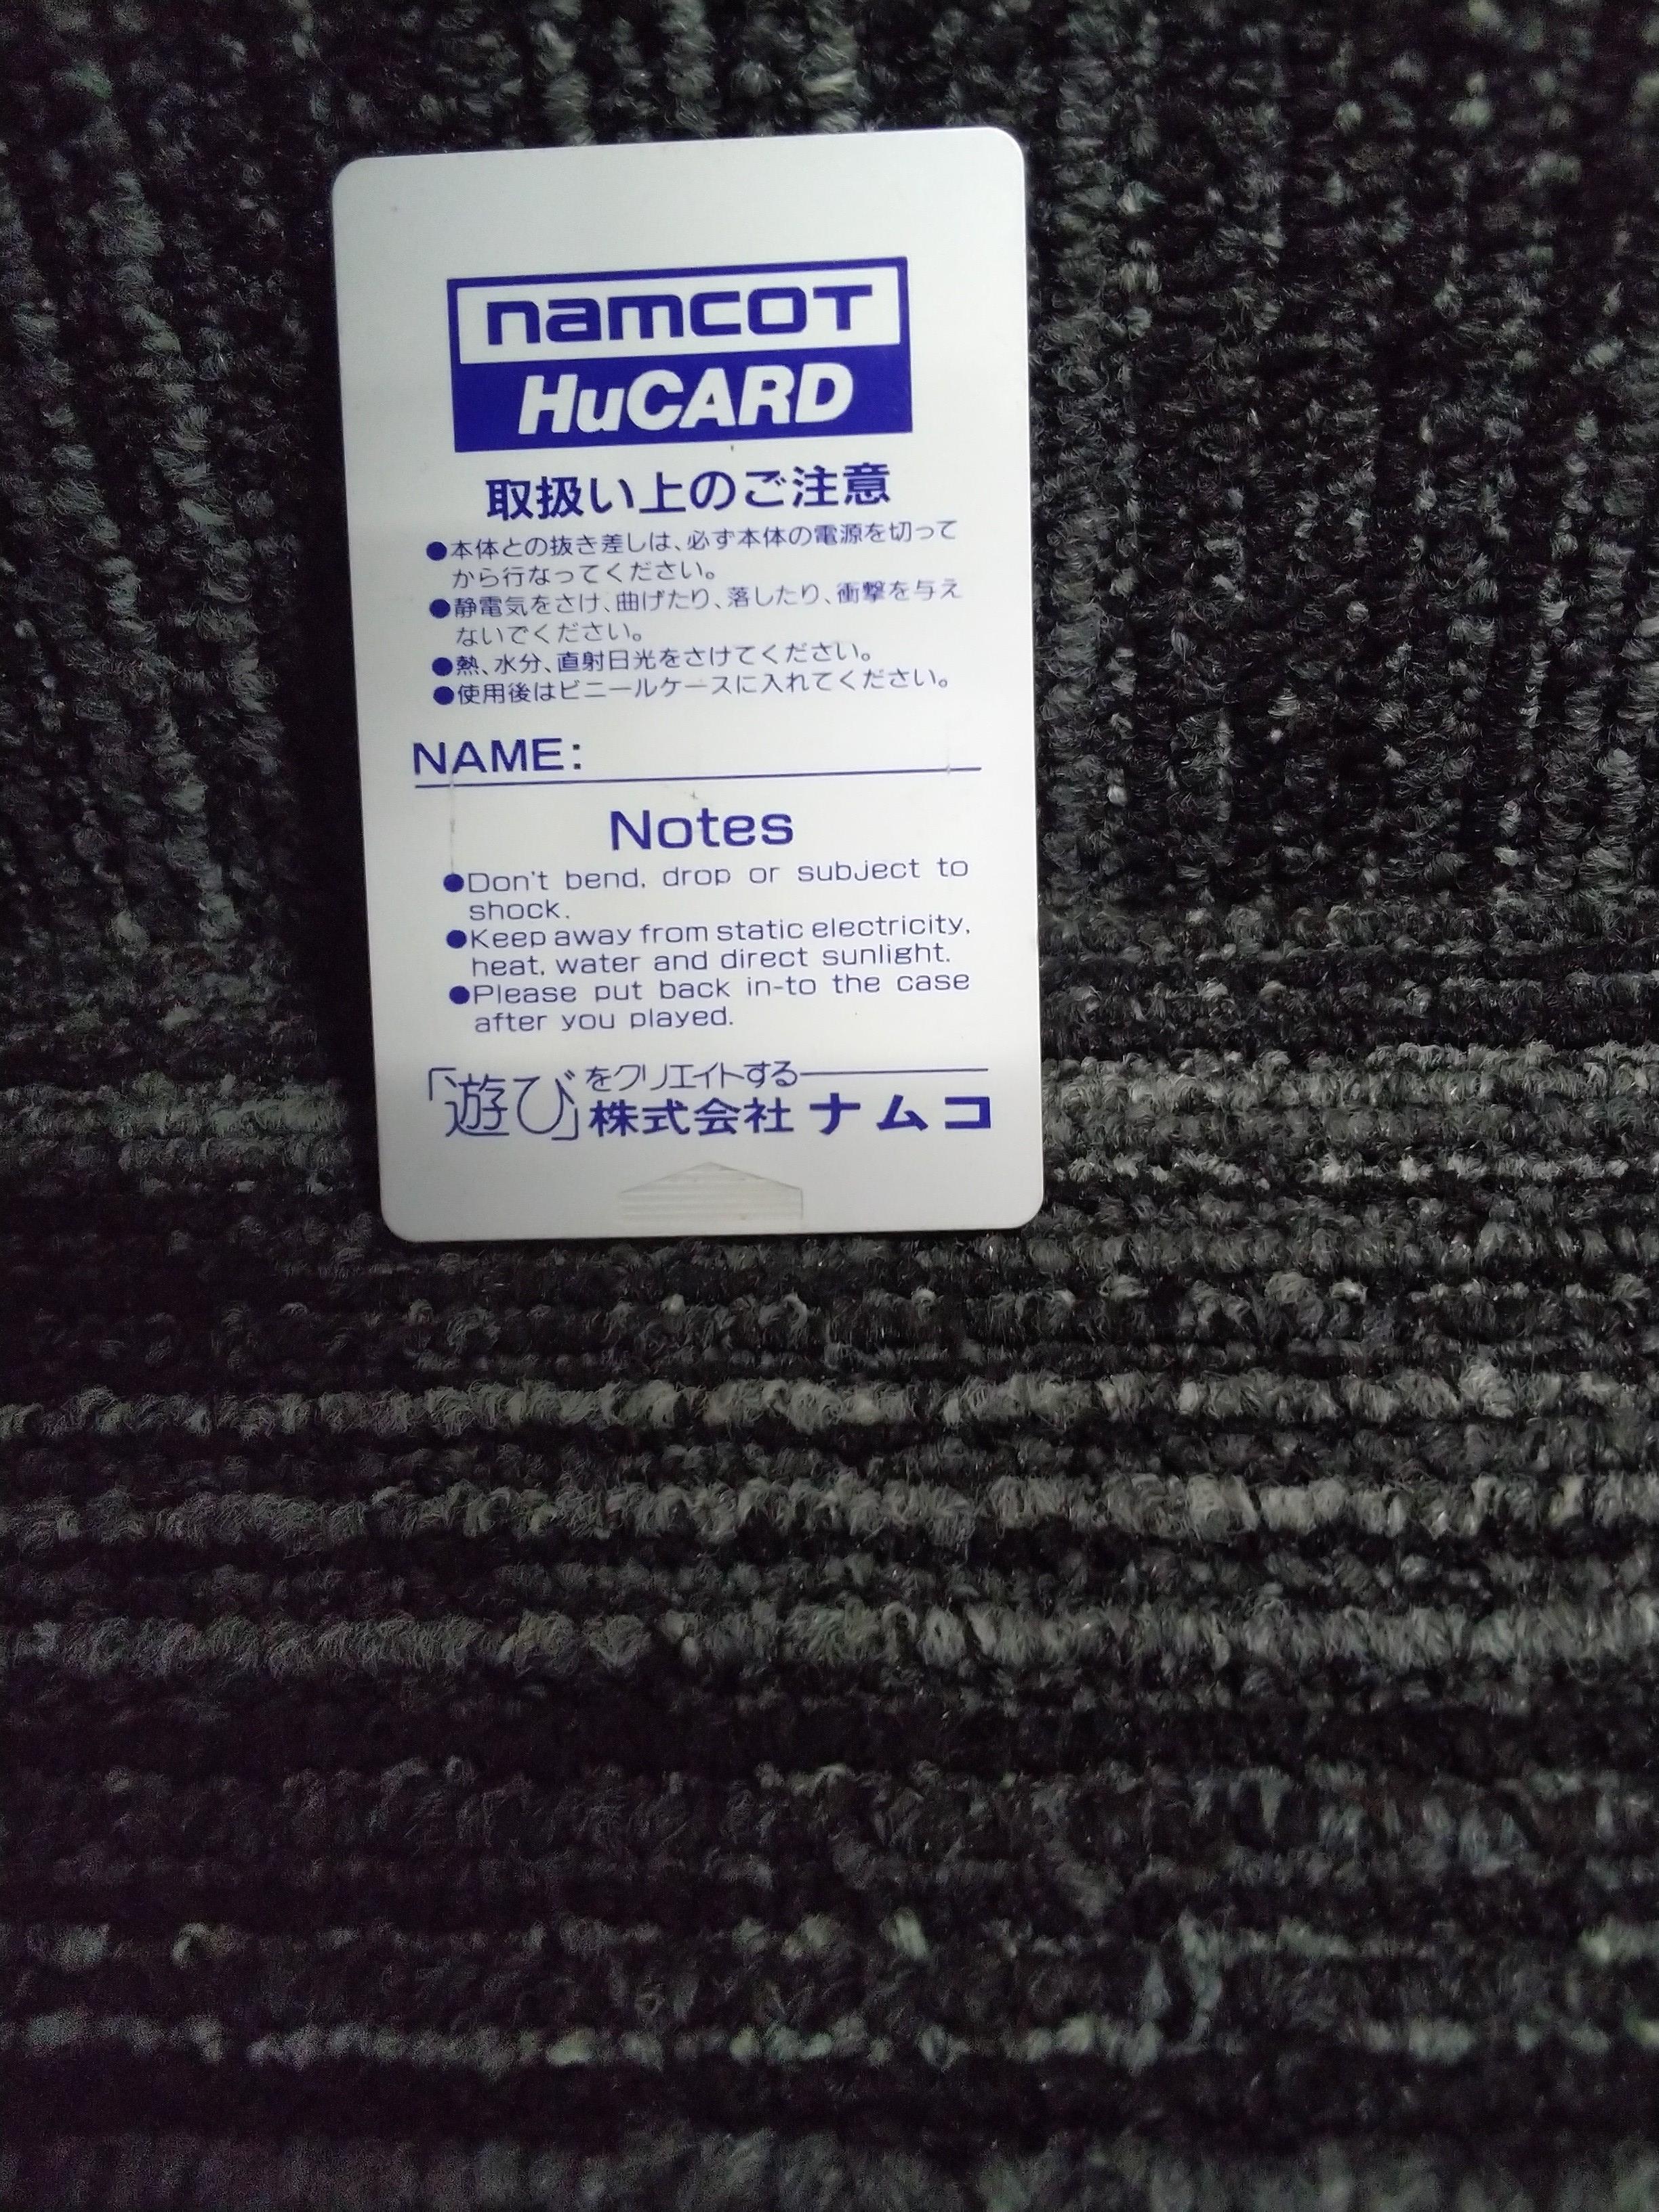 namcoT
HuCARD
取扱い上のご注意
●本体との抜き差しは、必ず本体の電源を切って
から行なってください。
●静電気をさけ、曲げたり、落したり、衝撃を与え
ないでください。
●熱、水分、直射日光をさけてください。
●使用後はビニールケースに入れてください。
NAME:
Notes
●Don't bend, drop or subject to
shock.
●Keep away from static electricity,
heat, water and direct sunlight.
●Please put back in-to the case
after you played.
「遊び」をクリエイトする
株式会社ナムコ